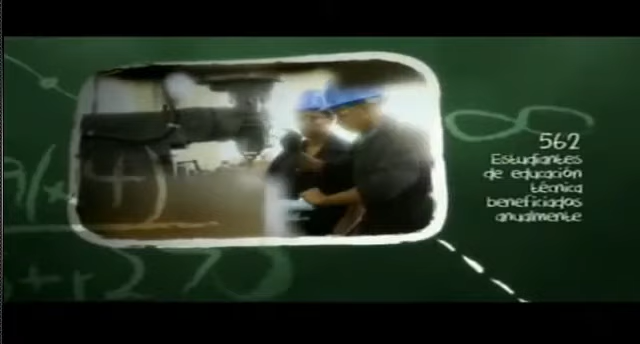 562
Estudiantes
de educación
técnica
beneficiados
anualmente